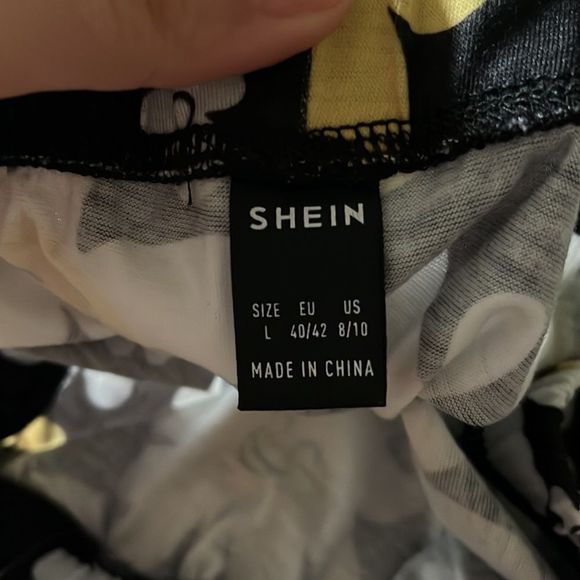 SHEIN
SIZE EU US
L 40/42 8/10
MADE IN CHINA